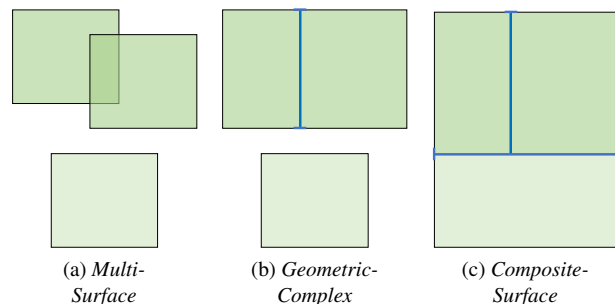 (a) Multi-
Surface
(b) Geometric-
Complex
(c) Composite-
Surface